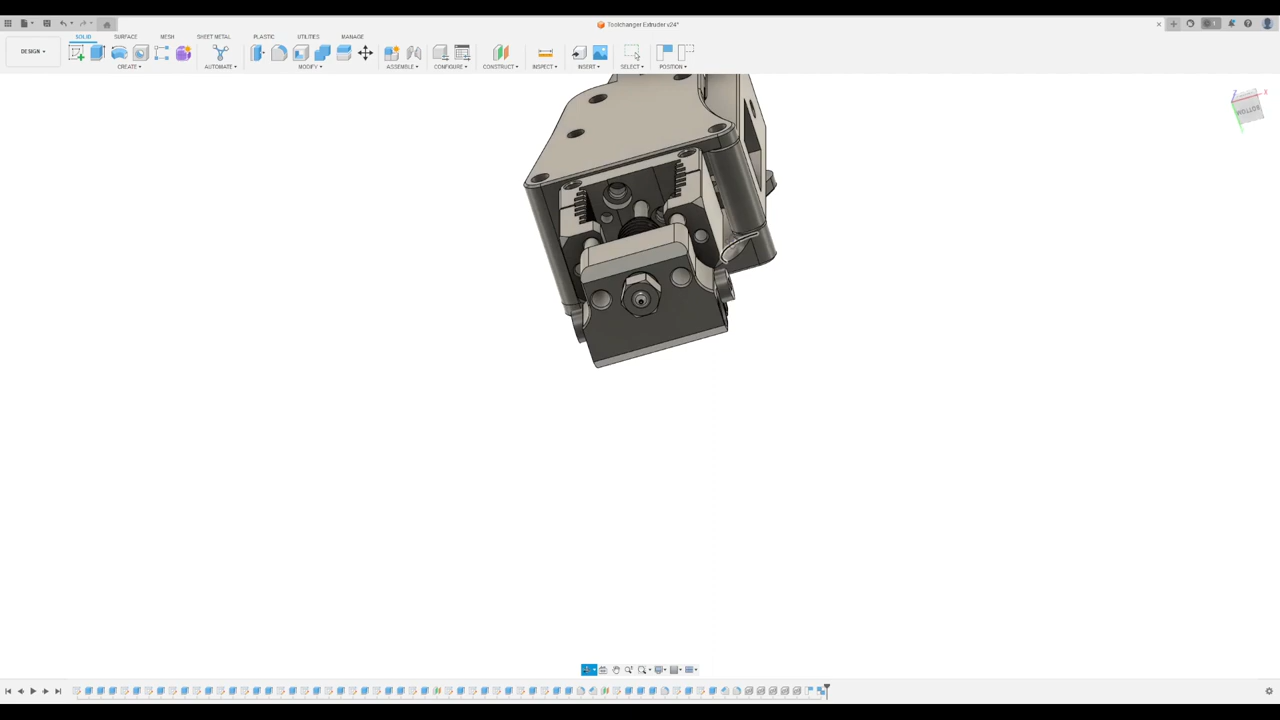 Toolchanger Extruder v24*
SOLID SURFACE MESH SHEET METAL PLASTIC UTILITIES MANAGE
DESIGN
CREATE AUTOMATE MODIFY ASSEMBLE CONFIGURE CONSTRUCT INSPECT INSERT SELECT POSITION
X
BOTTOM